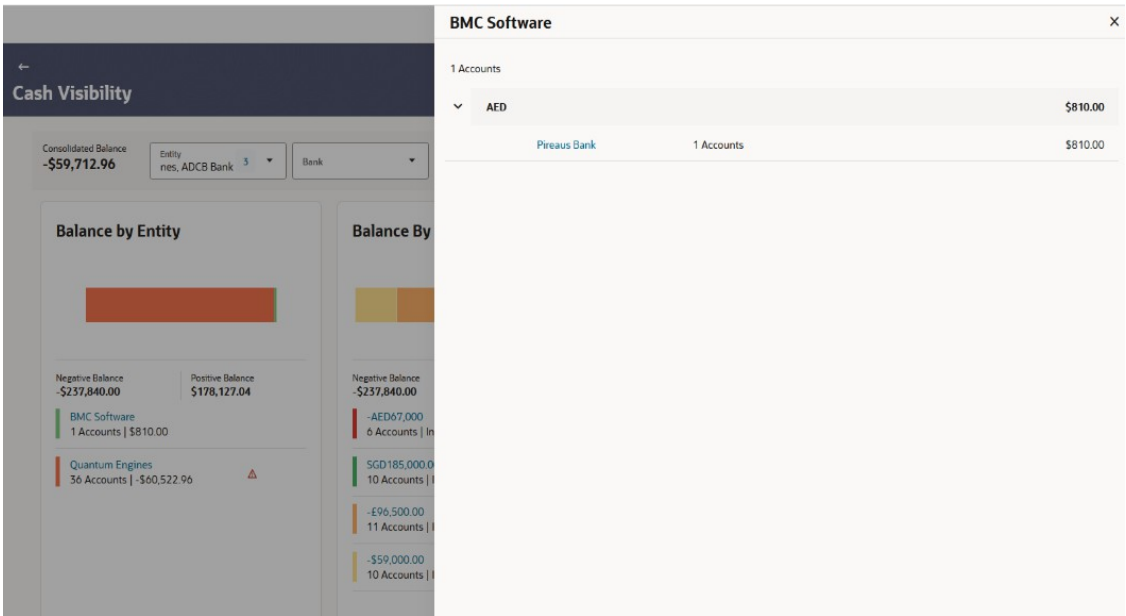 BMC Software
×
1 Accounts
AED $810.00
Pireaus Bank 1 Accounts $810.00
←
Cash Visibility
Consolidated Balance
-$59,712.96
Entity
nes, ADCB Bank 3
Bank
Balance by Entity
Negative Balance Positive Balance
-$237,840.00 $178,127.04
BMC Software
1 Accounts | $810.00
Quantum Engines
36 Accounts | -$60,522.96
Balance By
Negative Balance
-$237,840.00
-AED67,000
6 Accounts | In
SGD185,000.0
10 Accounts |
-£96,500.00
11 Accounts |
-$59,000.00
10 Accounts |